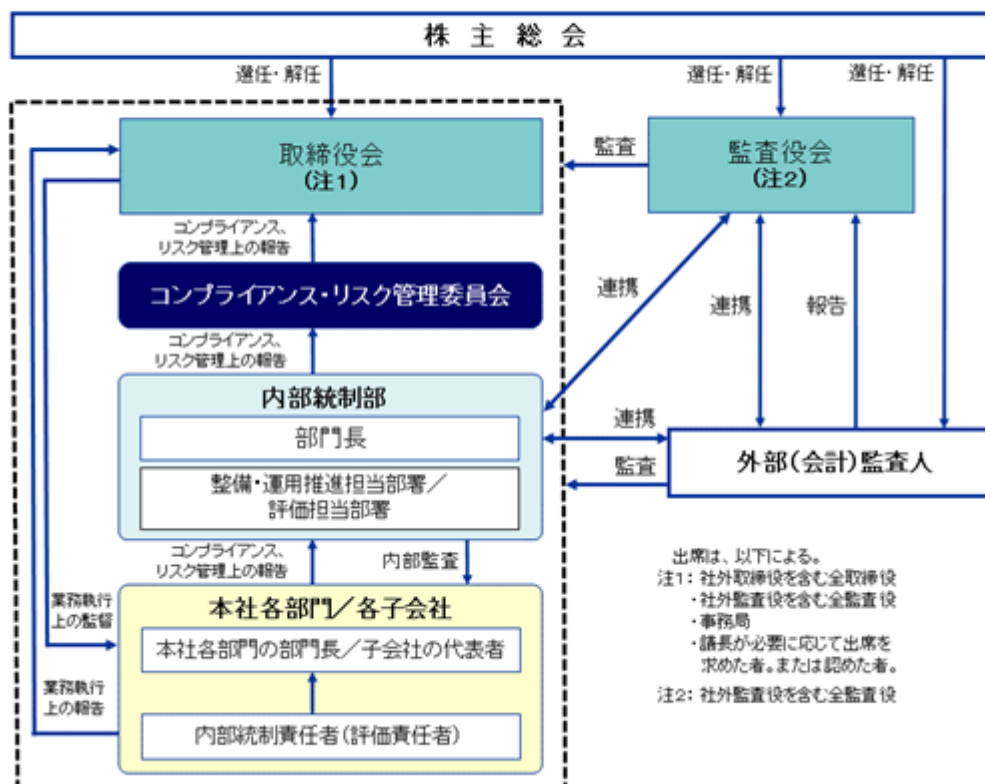 株主総会
選任・解任
選任・解任
選任・解任
取締役会
(注1)
監査
監査役会
(注2)
コンプライアンス、
リスク管理上の報告
コンプライアンス・リスク管理委員会
連携
連携
報告
コンプライアンス、
リスク管理上の報告
内部統制部
部門長
連携
監査
外部(会計)監査人
整備・運用推進担当部署/
評価担当部署
コンプライアンス、
リスク管理上の報告
内部監査
業務執行
上の監督
本社各部門/各子会社
本社各部門の部門長/子会社の代表者
業務執行
上の報告
内部統制責任者(評価責任者)
出席は、以下による。
注1: 社外取締役を含む全取締役
・社外監査役を含む全監査役
・事務局
・議長が必要に応じて出席を
求めた者。または認めた者。
注2: 社外監査役を含む全監査役